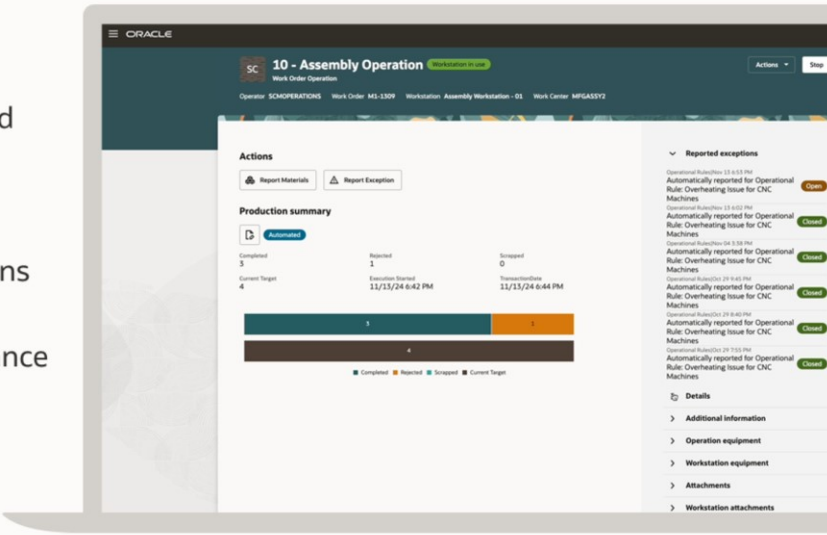 d
ns
nce
ORACLE
SC
10 - Assembly Operation
Workstation in use
Work Order Operation
Actions
Stop
Operator SCMOPERATIONS Work Order M1-1309 Workstation Assembly Workstation - 01 Work Center MFGASSY2
Actions
Report Materials
Report Exception
Production summary
Automated
Completed
3
Rejected
1
Scrapped
0
Current Target
4
Execution Started
11/13/24 6:42 PM
TransactionDate
11/13/24 6:44 PM
3
1
4
Completed Rejected Scrapped Current Target
Reported exceptions
Operational Rules|Nov 13 6:53 PM
Automatically reported for Operational
Rule: Overheating Issue for CNC
Machines
Open
Operational Rules|Nov 13 6:02 PM
Automatically reported for Operational
Rule: Overheating Issue for CNC
Machines
Closed
Operational Rules|Nov 04 3:38 PM
Automatically reported for Operational
Rule: Overheating Issue for CNC
Machines
Closed
Operational Rules|Oct 29 9:45 PM
Automatically reported for Operational
Rule: Overheating Issue for CNC
Machines
Closed
Operational Rules|Oct 29 8:40 PM
Automatically reported for Operational
Rule: Overheating Issue for CNC
Machines
Closed
Operational Rules|Oct 29 7:55 PM
Automatically reported for Operational
Rule: Overheating Issue for CNC
Machines
Closed
Details
Additional information
Operation equipment
Workstation equipment
Attachments
Workstation attachments